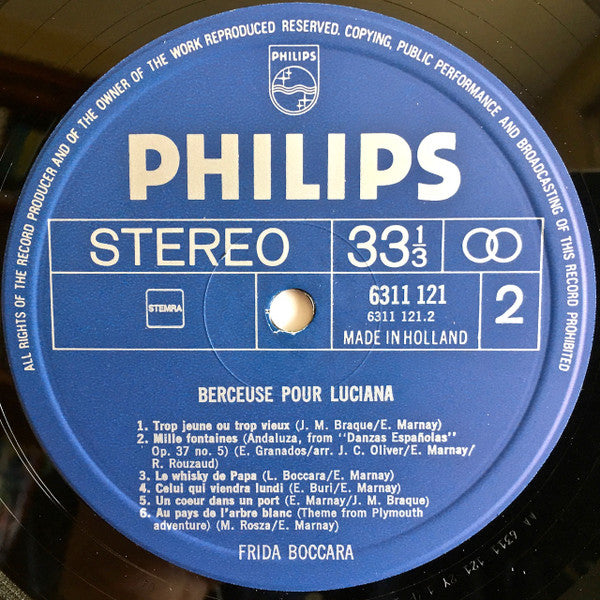 ALL RIGHTS OF THE RECORD PRODUCER AND OF THE OWNER OF THE WORK REPRODUCED RESERVED. COPYING, PUBLIC PERFORMANCE AND BROADCASTING OF THIS RECORD PROHIBITED
PHILIPS
PHILIPS
STEREO 33 1/3
STEMRA
6311 121
6311 121.2
2
MADE IN HOLLAND
BERCEUSE POUR LUCIANA
1. Trop jeune ou trop vieux (J. M. Braque/E. Marnay)
2. Mille fontaines (Andaluza, from "Danzas Españolas"
Op. 37 no. 5) (E. Granados/arr. J. C. Oliver/E. Marnay/
R. Rouzaud)
3. Le whisky de Papa (L. Boccara/E. Marnay)
4. Celui qui viendra lundi (E. Buri/E. Marnay)
5. Un coeur dans un port (E. Marnay/J. M. Braque)
6. Au pays de l'arbre blanc (Theme from Plymouth
adventure) (M. Rosza/E. Marnay)
FRIDA BOCCARA